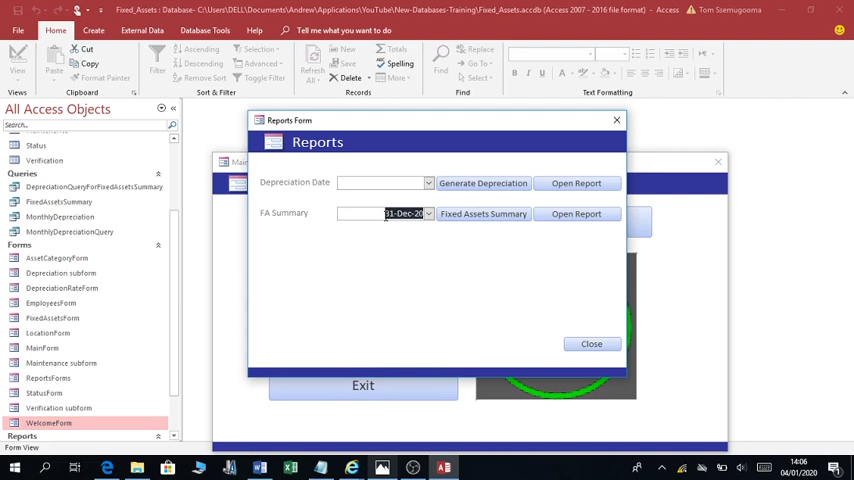 Fixed_Assets : Database- C:\Users\DELL\Documents\Andrew\Applications\YouTube\New-Databases-Training\Fixed_Assets.accdb (Access 2007 - 2016 file format) - Access
Tom Ssemugooma
File Home Create External Data Database Tools Help Tell me what you want to do
View
Views
Paste
Cut
Copy
Format Painter
Clipboard
Filter
Ascending
Descending
Remove Sort
Selection
Advanced
Toggle Filter
Sort & Filter
Refresh
All
New
Save
Delete
Totals
Spelling
More
Records
Find
Replace
Go To
Select
Find
B I U
Text Formatting
All Access Objects
Search...
Status
Verification
Queries
DepreciationQueryForFixedAssetsSummary
FixedAssetsSummary
MonthlyDepreciation
MonthlyDepreciationQuery
Forms
AssetCategoryForm
Depreciation subform
DepreciationRateForm
EmployeesForm
FixedAssetsForm
LocationForm
MainForm
Maintenance subform
ReportsForms
StatusForm
Verification subform
WelcomeForm
Reports
Form View
Reports Form
Reports
Depreciation Date
Generate Depreciation
Open Report
FA Summary
31-Dec-20
Fixed Assets Summary
Open Report
Close
Exit
14:06
04/01/2020